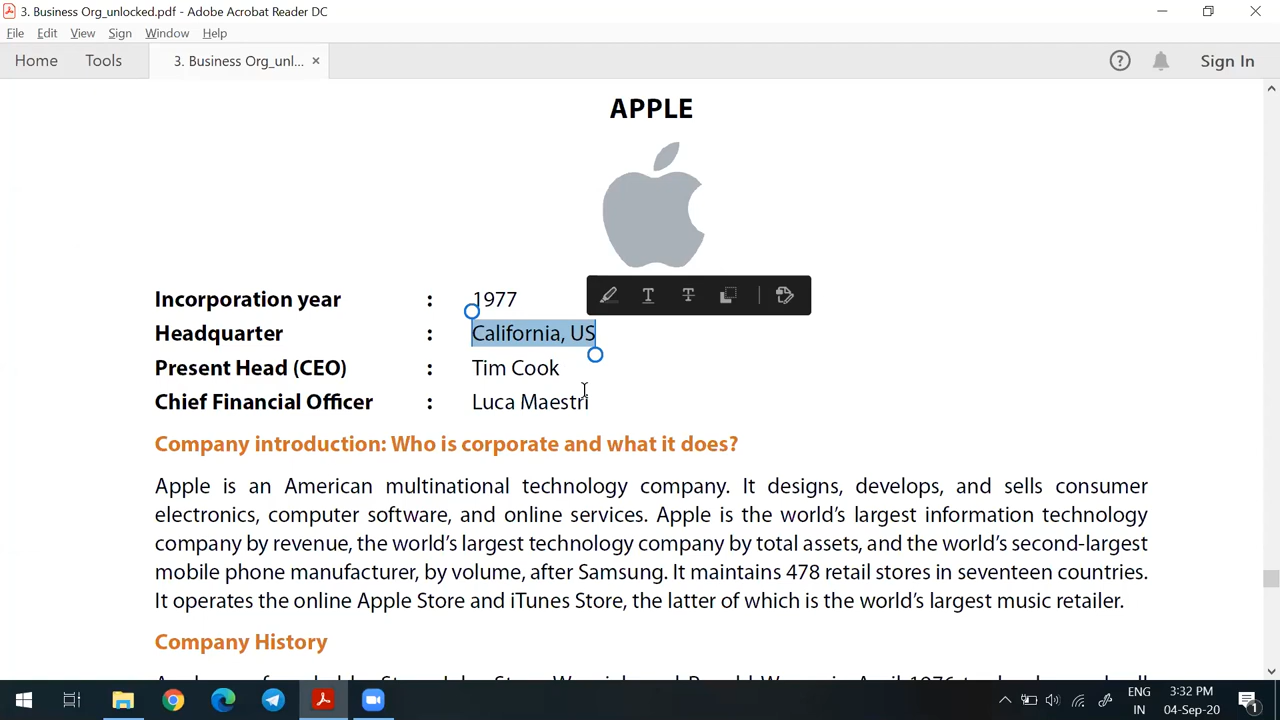 3. Business Org_unlocked.pdf - Adobe Acrobat Reader DC
File Edit View Sign Window Help
Home Tools 3. Business Org_unl... × Sign In
APPLE
Incorporation year : 1977
Headquarter : California, US
Present Head (CEO) : Tim Cook
Chief Financial Officer : Luca Maestri
Company introduction: Who is corporate and what it does?
Apple is an American multinational technology company. It designs, develops, and sells consumer
electronics, computer software, and online services. Apple is the world's largest information technology
company by revenue, the world's largest technology company by total assets, and the world's second-largest
mobile phone manufacturer, by volume, after Samsung. It maintains 478 retail stores in seventeen countries.
It operates the online Apple Store and iTunes Store, the latter of which is the world's largest music retailer.
Company History
ENG 3:32 PM
IN 04-Sep-20 1